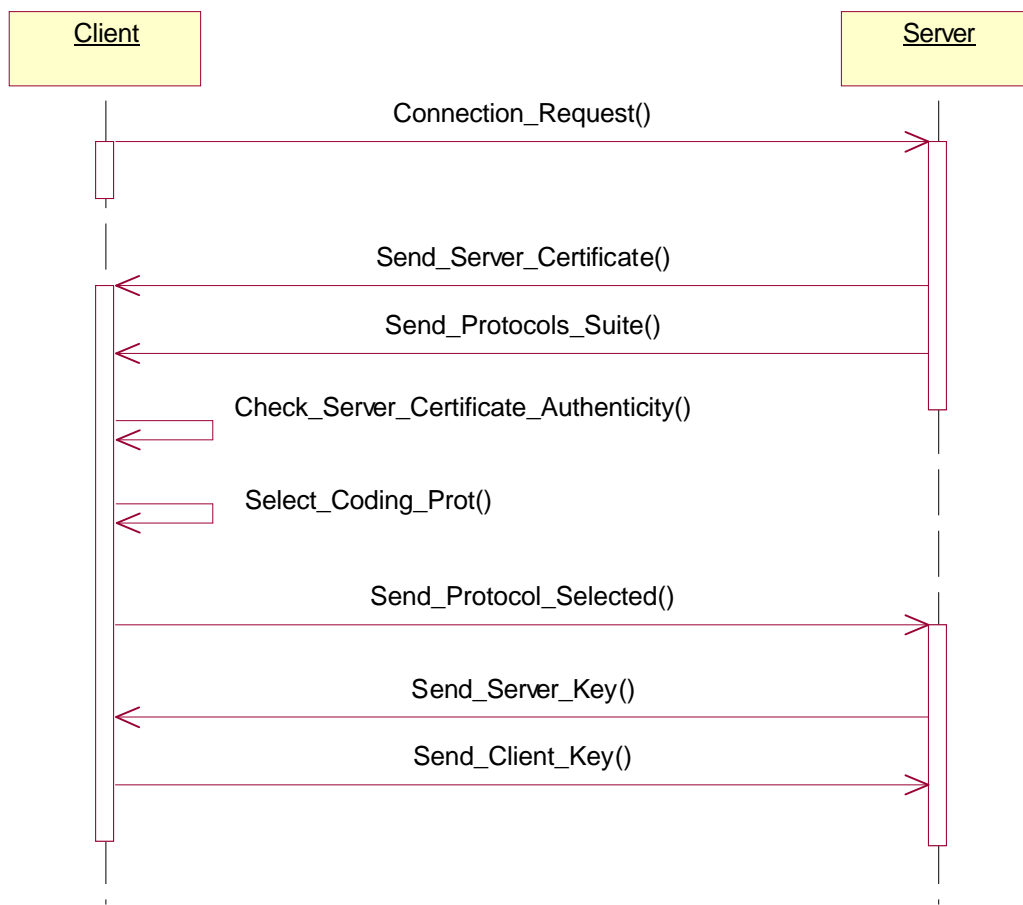 Client
Server
Connection_Request()
Send_Server_Certificate()
Send_Protocols_Suite()
Check_Server_Certificate_Authenticity()
Select_Coding_Prot()
Send_Protocol_Selected()
Send_Server_Key()
Send_Client_Key()